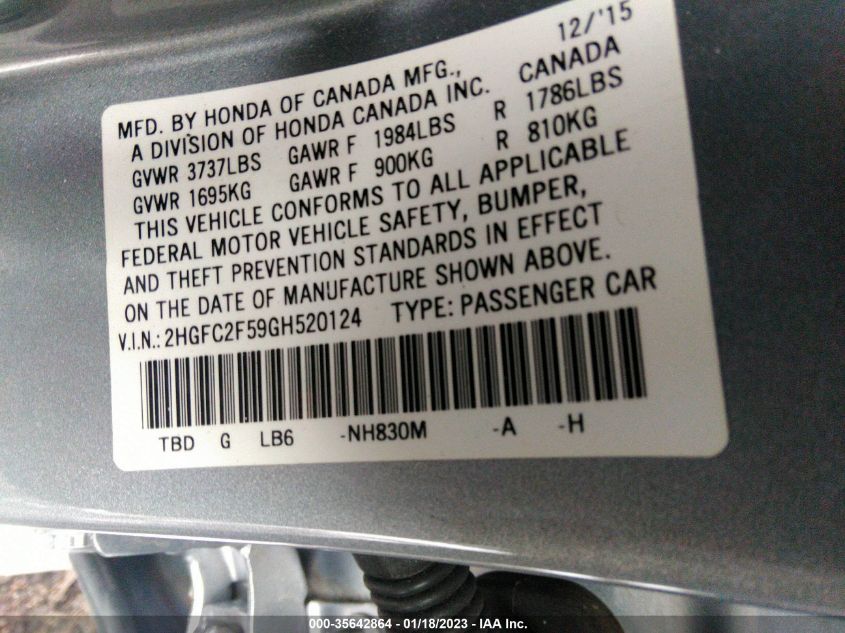 12/'15
MFD. BY HONDA OF CANADA MFG.,
A DIVISION OF HONDA CANADA INC. CANADA
GVWR 3737LBS GAWR F 1984LBS R 1786LBS
GVWR 1695KG GAWR F 900KG R 810KG
THIS VEHICLE CONFORMS TO ALL APPLICABLE
FEDERAL MOTOR VEHICLE SAFETY, BUMPER,
AND THEFT PREVENTION STANDARDS IN EFFECT
ON THE DATE OF MANUFACTURE SHOWN ABOVE.
V.I.N.: 2HGFC2F59GH520124 TYPE: PASSENGER CAR
TBD G LB6 -NH830M -A -H
000-35642864 / 01/18/2023 - IAA Inc.